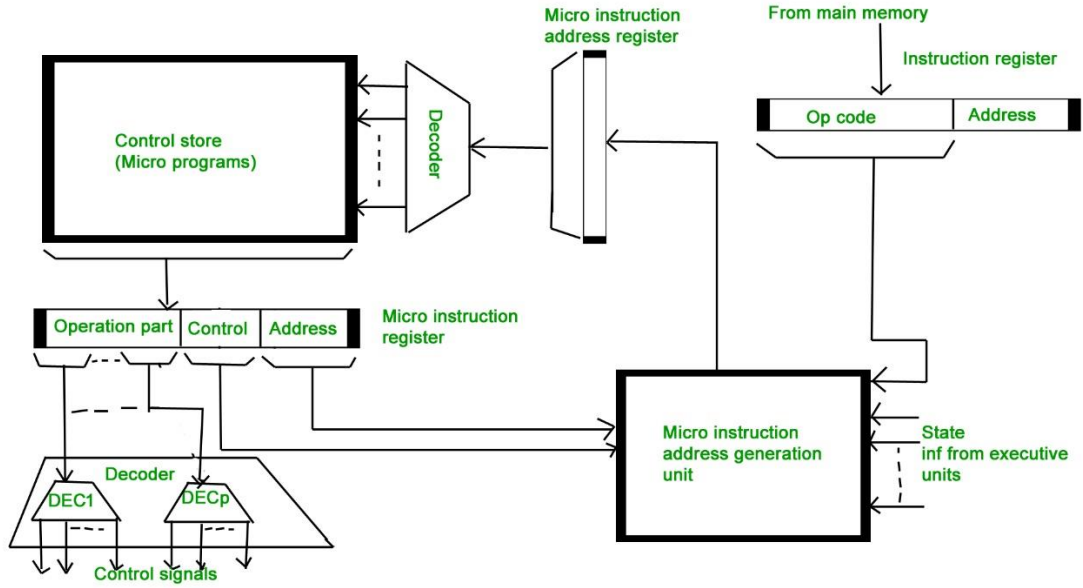 Micro instruction
address register
From main memory
Instruction register
Op code
Address
Control store
(Micro programs)
Decoder
Operation part
Control
Address
Micro instruction
register
Micro instruction
address generation
unit
State
inf from executive
units
Decoder
DEC1
DECp
Control signals